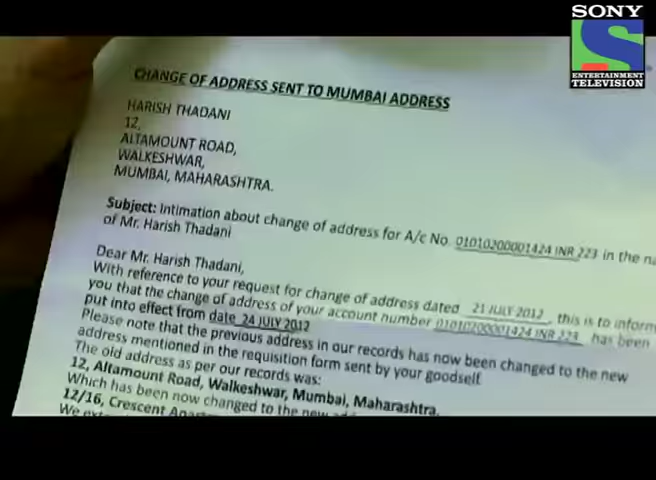 SONY
ENTERTAINMENT
TELEVISION
CHANGE OF ADDRESS SENT TO MUMBAI ADDRESS
HARISH THADANI
12,
ALTAMOUNT ROAD,
WALKESHWAR,
MUMBAI, MAHARASHTRA.
Subject: Intimation about change of address for A/c No. 01010200001424 INR 223 in the
of Mr. Harish Thadani
Dear Mr. Harish Thadani,
With reference to your request for change of address dated 21 JULY 2012, this is to inform
you that the change of address of your account number 01010200001424 INR 223 has been
put into effect from date 24 JULY 2012
Please note that the previous address in our records has now been changed to the new
address mentioned in the requisition form sent by your goodself
The old address as per our records was:
12, Altamount Road, Walkeshwar, Mumbai, Maharashtra.
Which has been now changed to the new
12/16, Crescent
We